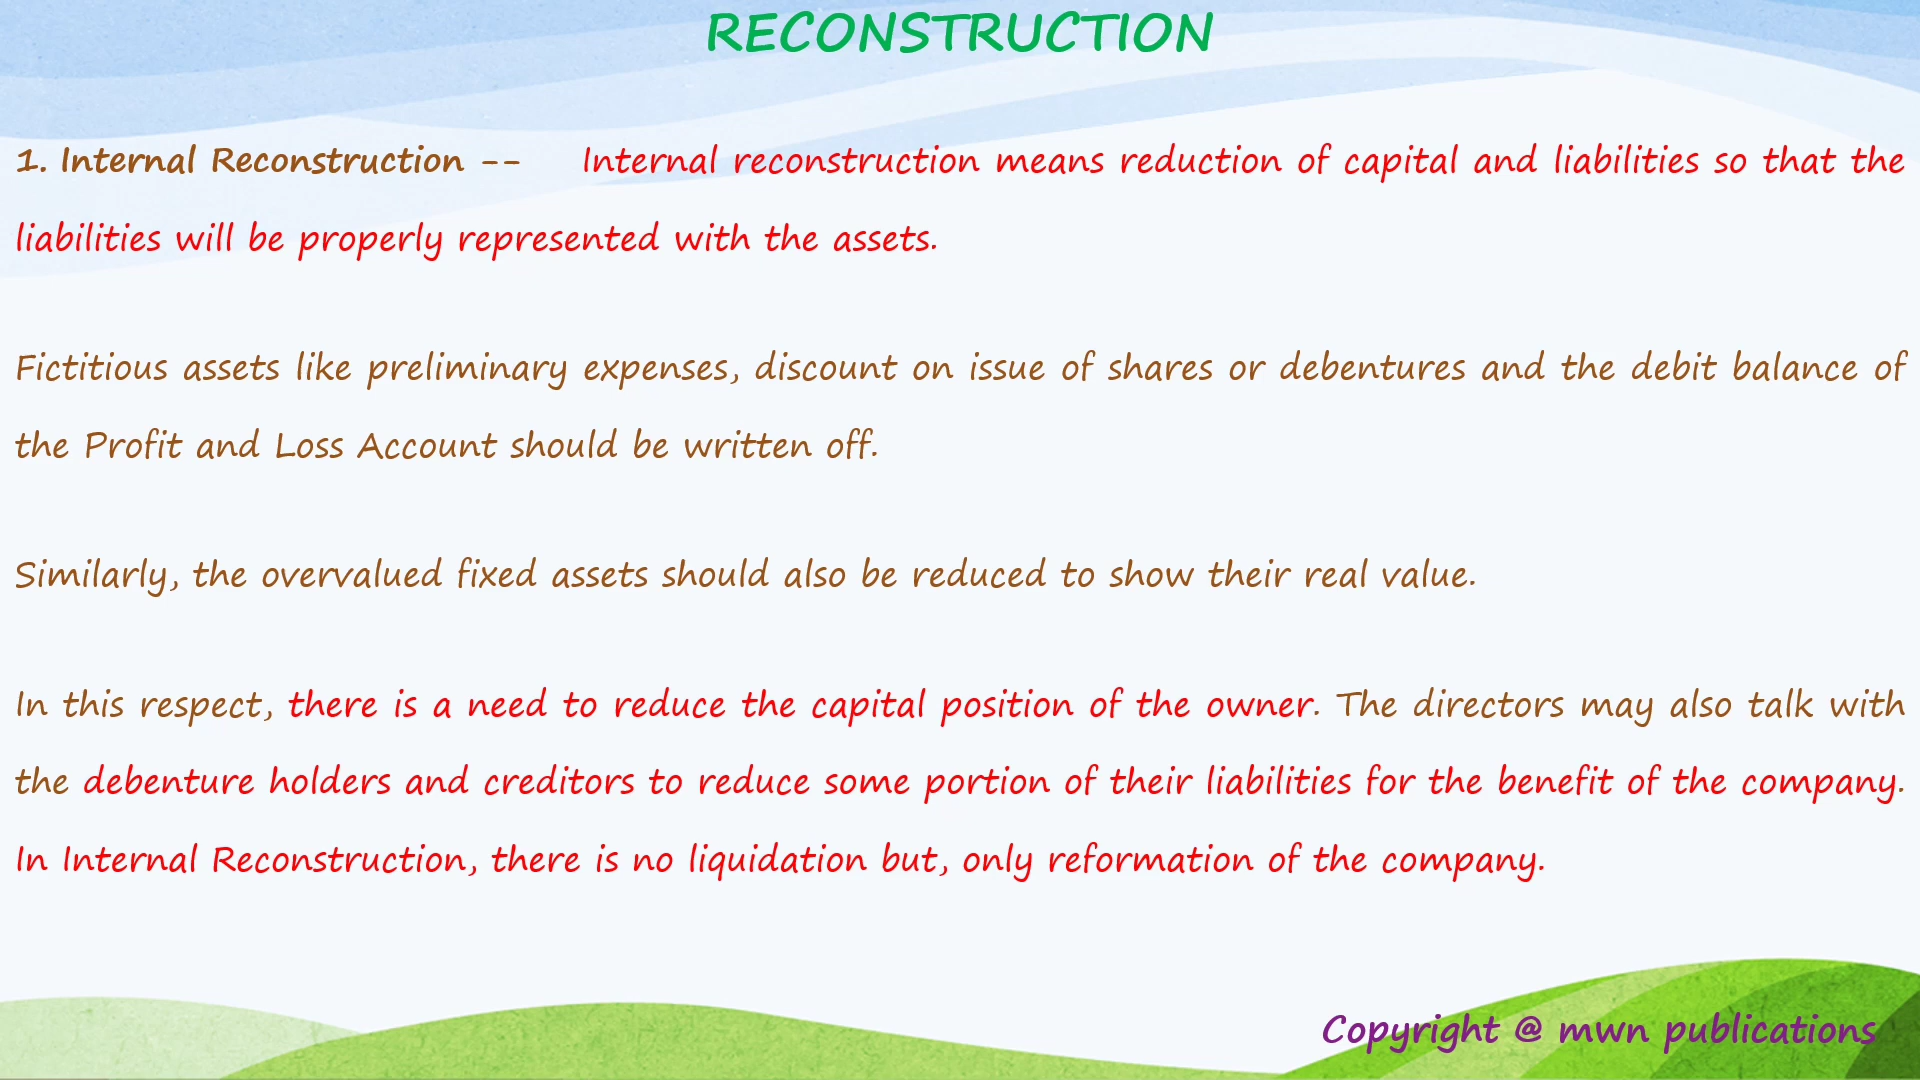 RECONSTRUCTION
1. Internal Reconstruction -- Internal reconstruction means reduction of capital and liabilities so that the
liabilities will be properly represented with the assets.
Fictitious assets like preliminary expenses, discount on issue of shares or debentures and the debit balance of
the Profit and Loss Account should be written off.
Similarly, the overvalued fixed assets should also be reduced to show their real value.
In this respect, there is a need to reduce the capital position of the owner. The directors may also talk with
the debenture holders and creditors to reduce some portion of their liabilities for the benefit of the company.
In Internal Reconstruction, there is no liquidation but, only reformation of the company.
Copyright @ mwn publications